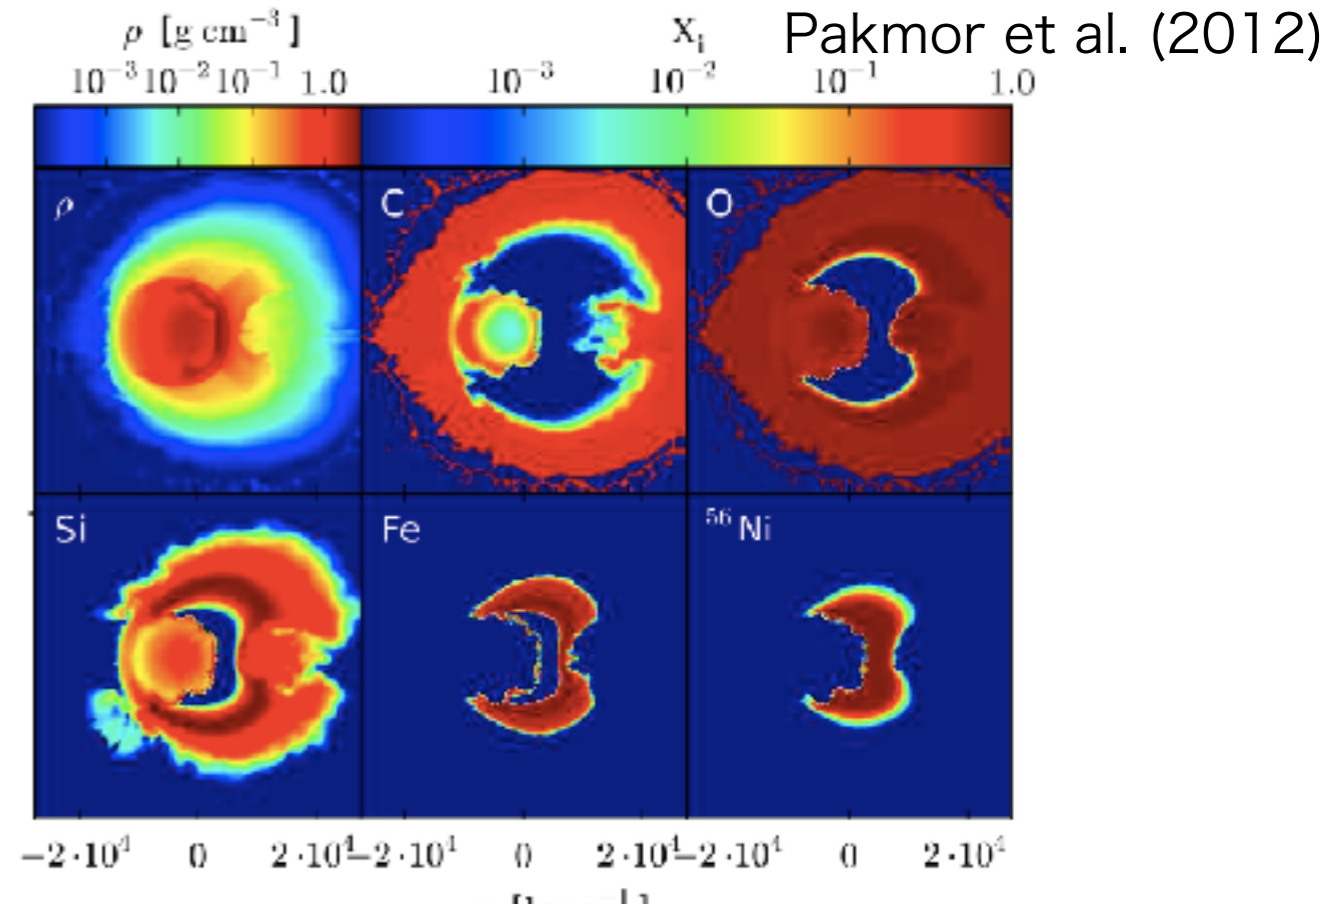 ρ [g cm⁻³]
X_i
Pakmor et al. (2012)
10⁻³ 10⁻² 10⁻¹ 1.0
10⁻³ 10⁻² 10⁻¹ 1.0
ρ
C
O
Si
Fe
⁵⁶Ni
−2·10⁴ 0 2·10⁴ −2·10⁴ 0 2·10⁴ −2·10⁴ 0 2·10⁴